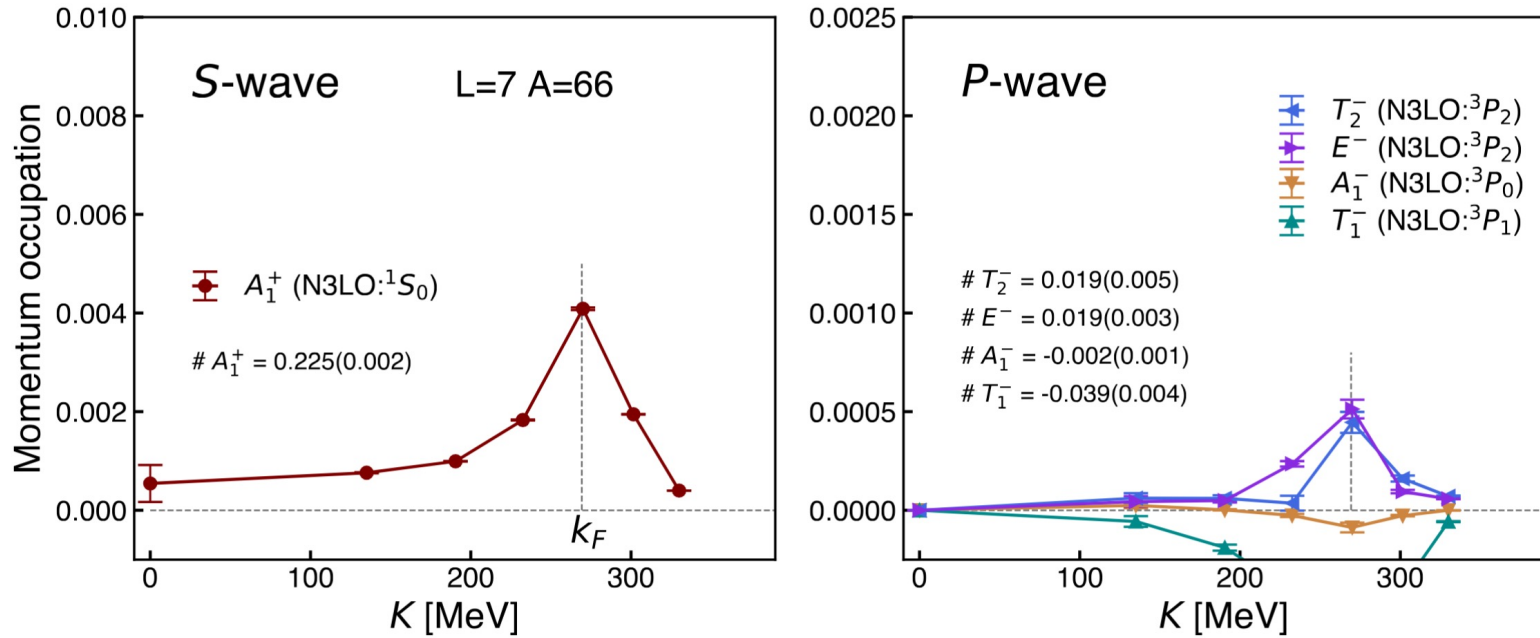 Momentum occupation
0.010
0.008
0.006
0.004
0.002
0.000
S-wave
L=7 A=66
A₁⁺ (N3LO:¹S₀)
# A₁⁺ = 0.225(0.002)
k_F
0 100 200 300
K [MeV]
0.0025
0.0020
0.0015
0.0010
0.0005
0.0000
P-wave
T₂⁻ (N3LO:³P₂)
E⁻ (N3LO:³P₂)
A₁⁻ (N3LO:³P₀)
T₁⁻ (N3LO:³P₁)
# T₂⁻ = 0.019(0.005)
# E⁻ = 0.019(0.003)
# A₁⁻ = -0.002(0.001)
# T₁⁻ = -0.039(0.004)
0 100 200 300
K [MeV]